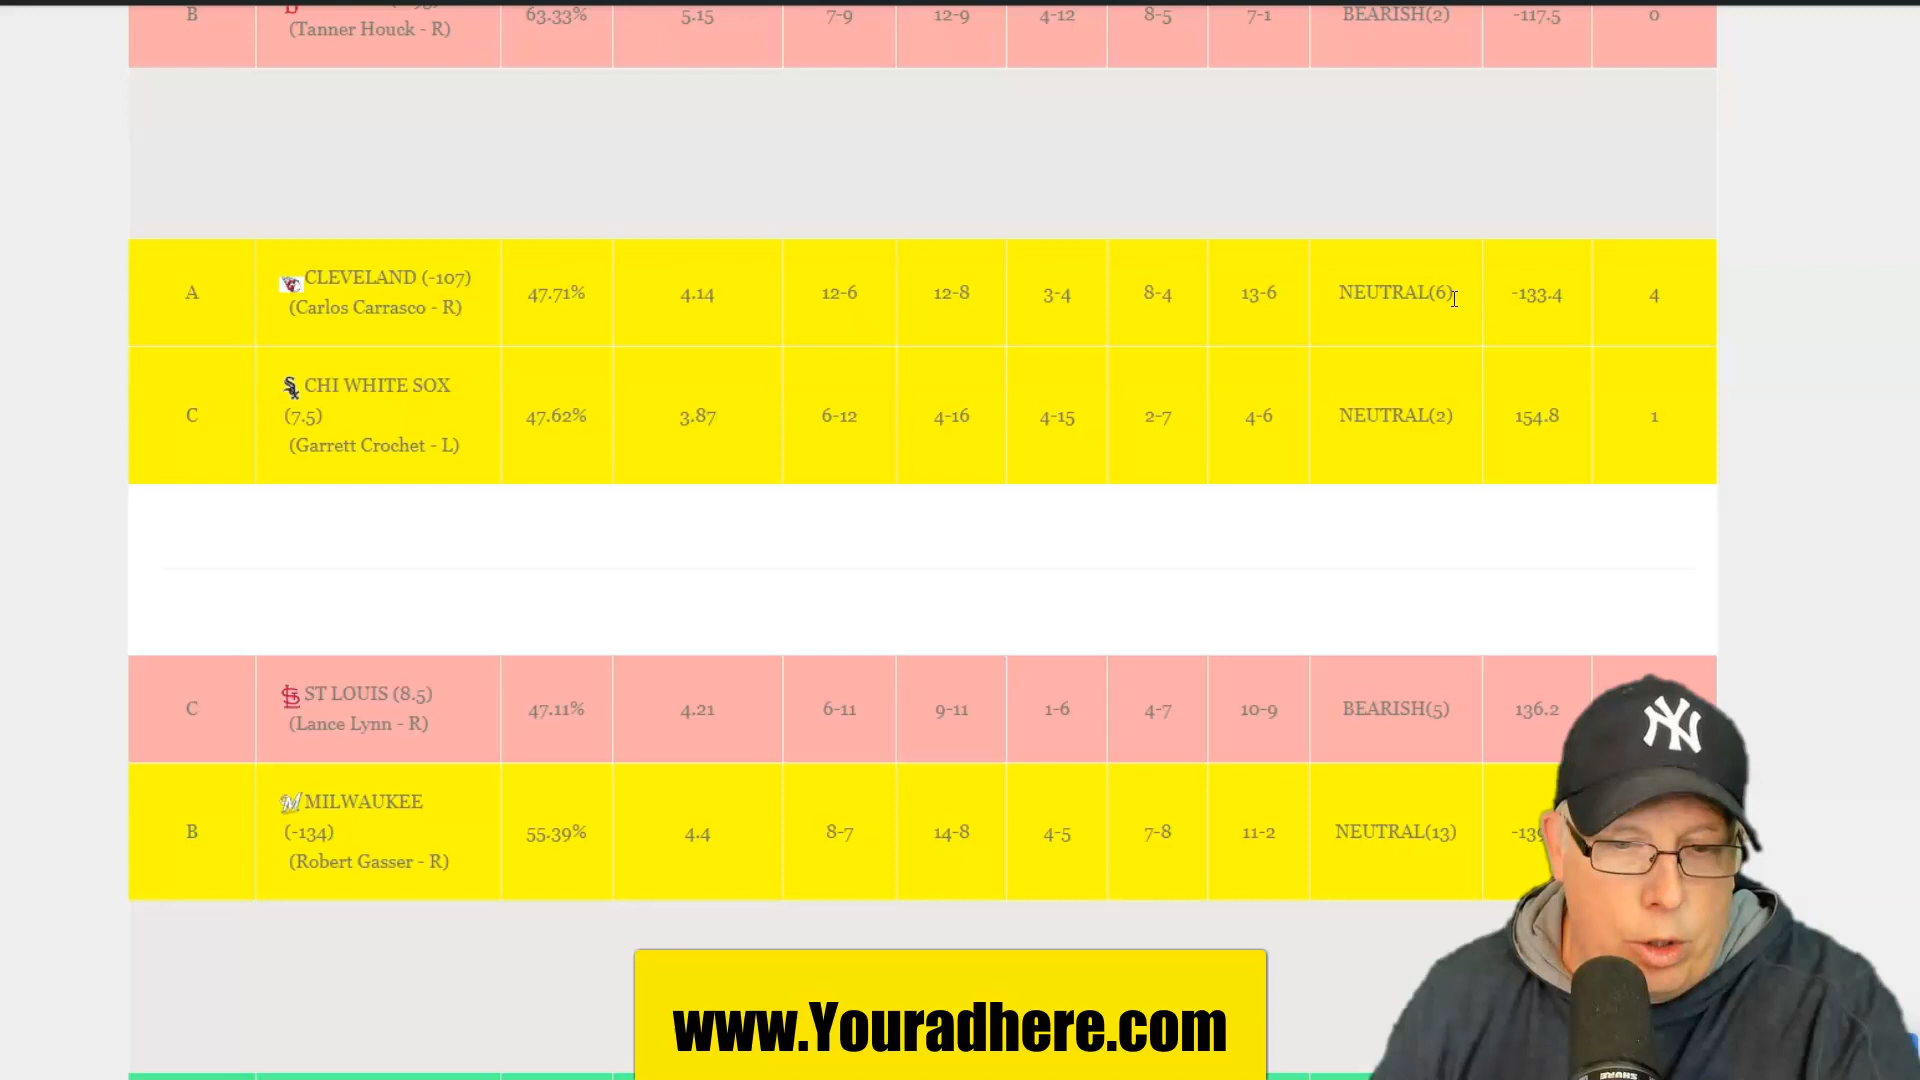 B (Tanner Houck - R) 63.33% 5.15 7-9 12-9 4-12 8-5 7-1 BEARISH(2) -117.5 0
A CLEVELAND (-107) 47.71% 4.14 12-6 12-8 3-4 8-4 13-6 NEUTRAL(6) -133.4 4
(Carlos Carrasco - R)
C CHI WHITE SOX 47.62% 3.87 6-12 4-16 4-15 2-7 4-6 NEUTRAL(2) 154.8 1
(7.5)
(Garrett Crochet - L)
C ST LOUIS (8.5) 47.11% 4.21 6-11 9-11 1-6 4-7 10-9 BEARISH(5) 136.2
(Lance Lynn - R)
B MILWAUKEE 55.39% 4.4 8-7 14-8 4-5 7-8 11-2 NEUTRAL(13)
(-134)
(Robert Gasser - R)
NY
www.Youradhere.com